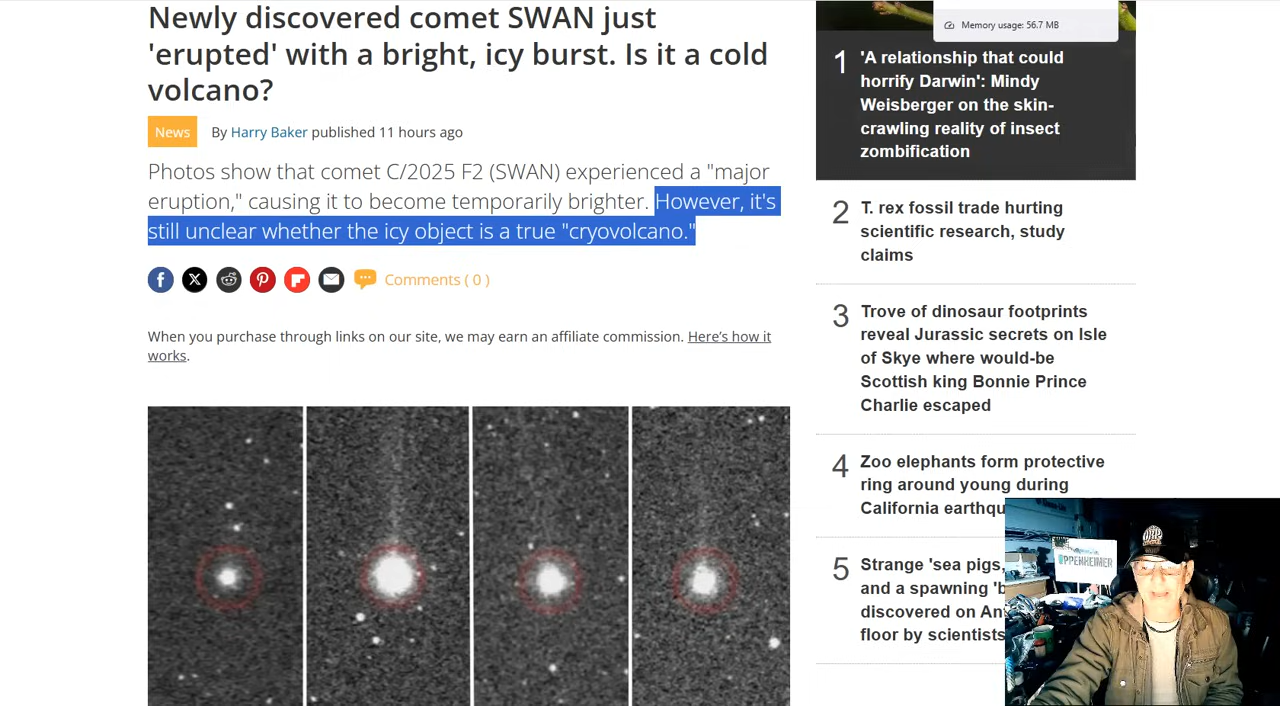 Newly discovered comet SWAN just
'erupted' with a bright, icy burst. Is it a cold
volcano?
News
By Harry Baker published 11 hours ago
Photos show that comet C/2025 F2 (SWAN) experienced a "major
eruption," causing it to become temporarily brighter. However, it's
still unclear whether the icy object is a true "cryovolcano."
Comments ( 0 )
When you purchase through links on our site, we may earn an affiliate commission. Here's how it
works.
Memory usage: 56.7 MB
1
'A relationship that could
horrify Darwin': Mindy
Weisberger on the skin-
crawling reality of insect
zombification
2
T. rex fossil trade hurting
scientific research, study
claims
3
Trove of dinosaur footprints
reveal Jurassic secrets on Isle
of Skye where would-be
Scottish king Bonnie Prince
Charlie escaped
4
Zoo elephants form protective
ring around young during
California earthqu
5
Strange 'sea pigs,
and a spawning 'b
discovered on An
floor by scientists
OPPENHEIMER